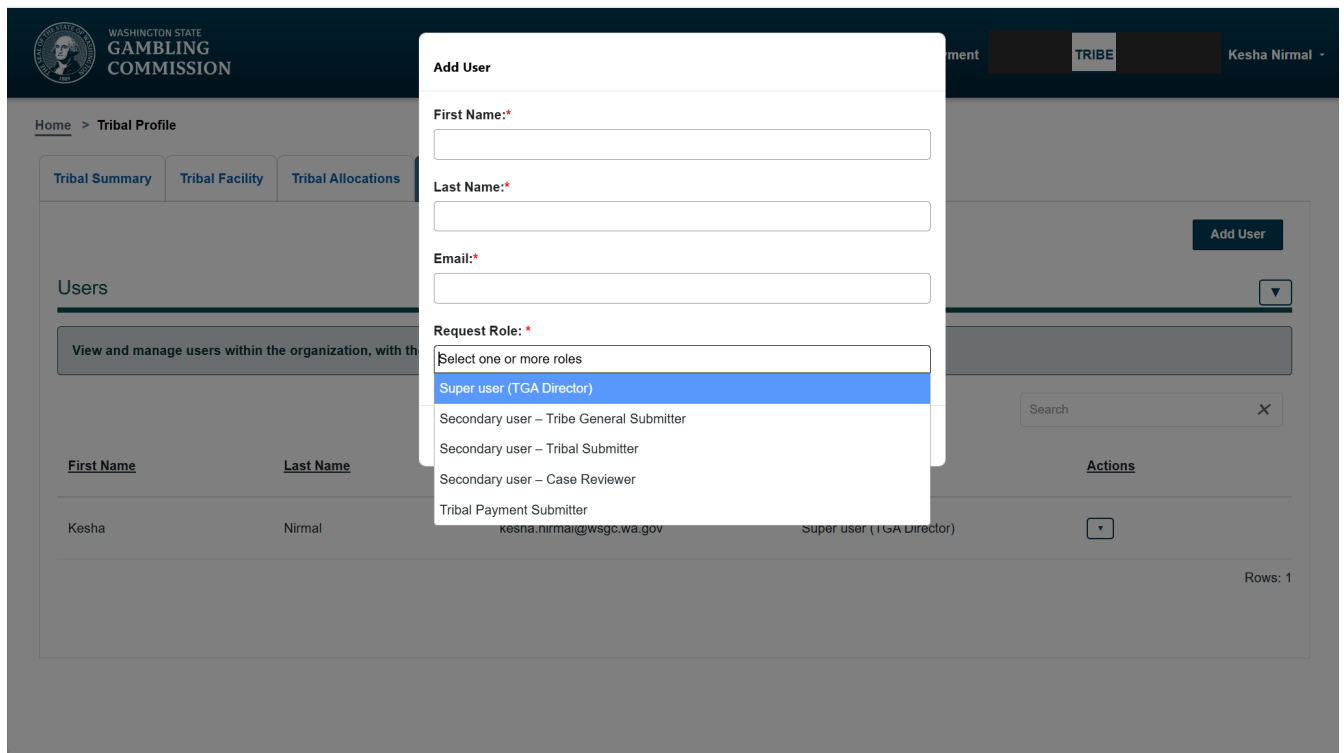 WASHINGTON STATE
GAMBLING
COMMISSION
ment
TRIBE
Kesha Nirmal
Home > Tribal Profile
Tribal Summary
Tribal Facility
Tribal Allocations
Add User
First Name:*
Last Name:*
Email:*
Request Role: *
Select one or more roles
Super user (TGA Director)
Secondary user – Tribe General Submitter
Secondary user – Tribal Submitter
Secondary user – Case Reviewer
Tribal Payment Submitter
Add User
Users
▼
View and manage users within the organization, with th
Search
First Name Last Name Actions
Kesha Nirmal kesha.nirmal@wsgc.wa.gov Super user (TGA Director)
Rows: 1